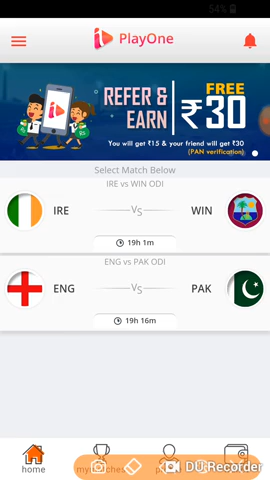 54%
PlayOne
REFER &
EARN
FREE
₹30
You will get ₹15 & your friend will get ₹30
(PAN verification)
Select Match Below
IRE vs WIN ODI
IRE
Vs
WIN
19h 1m
ENG vs PAK ODI
ENG
Vs
PAK
19h 16m
home
DU Recorder